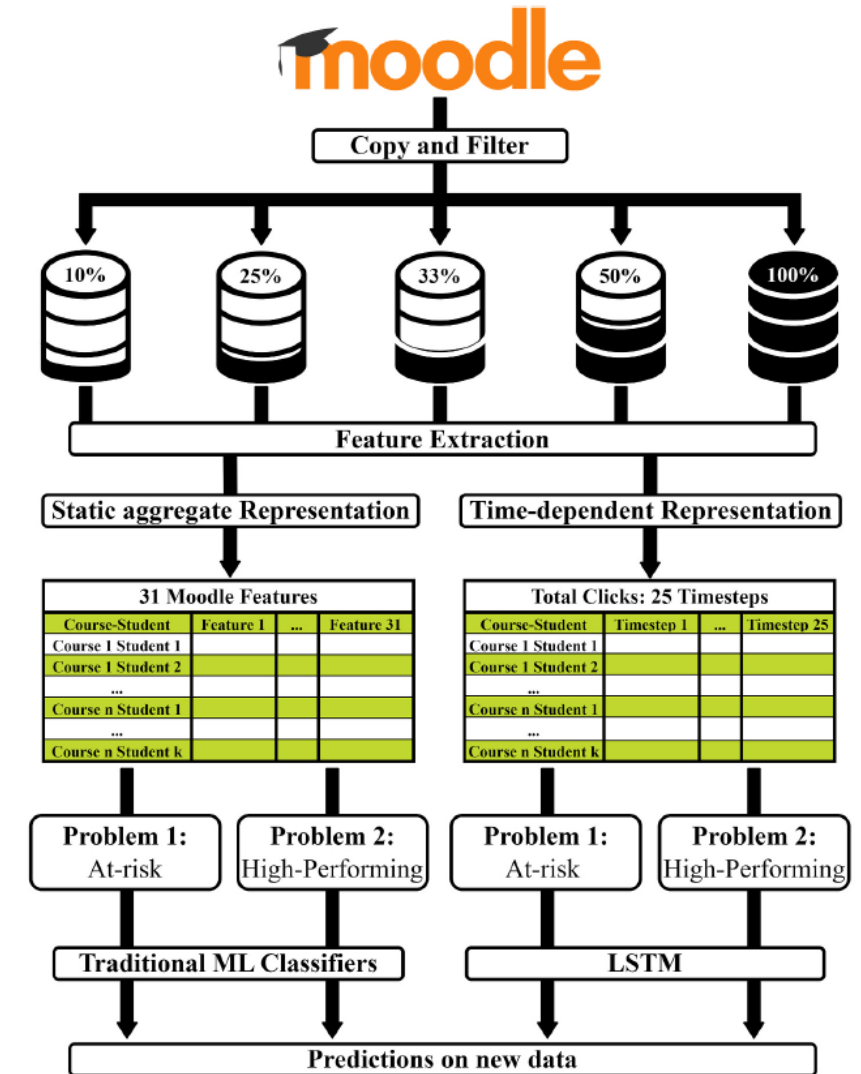 moodle
Copy and Filter
10% 25% 33% 50% 100%
Feature Extraction
Static aggregate Representation
Time-dependent Representation
31 Moodle Features
Course-Student Feature 1 ... Feature 31
Course 1 Student 1
Course 1 Student 2
...
Course n Student 1
...
Course n Student k
Total Clicks: 25 Timesteps
Course-Student Timestep 1 ... Timestep 25
Course 1 Student 1
Course 1 Student 2
...
Course n Student 1
...
Course n Student k
Problem 1:
At-risk
Problem 2:
High-Performing
Problem 1:
At-risk
Problem 2:
High-Performing
Traditional ML Classifiers
LSTM
Predictions on new data